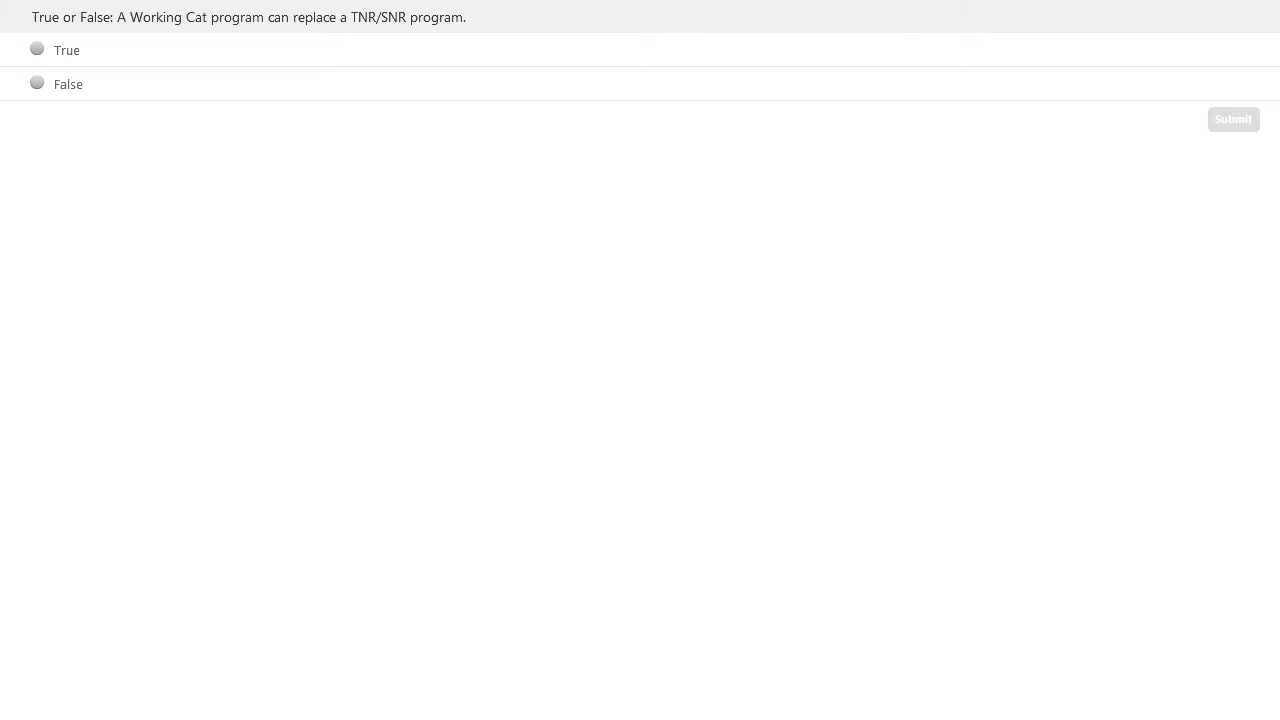 True or False: A Working Cat program can replace a TNR/SNR program.
True
False
Submit